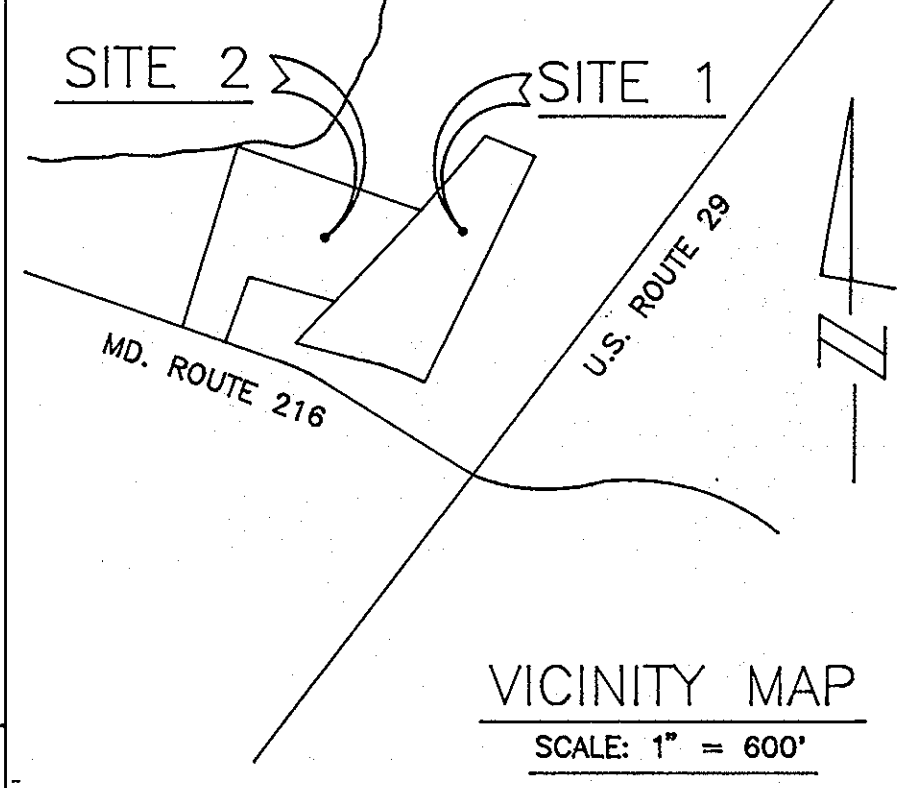 SITE 2
SITE 1
U.S. ROUTE 29
MD. ROUTE 216
N
VICINITY MAP
SCALE: 1" = 600'